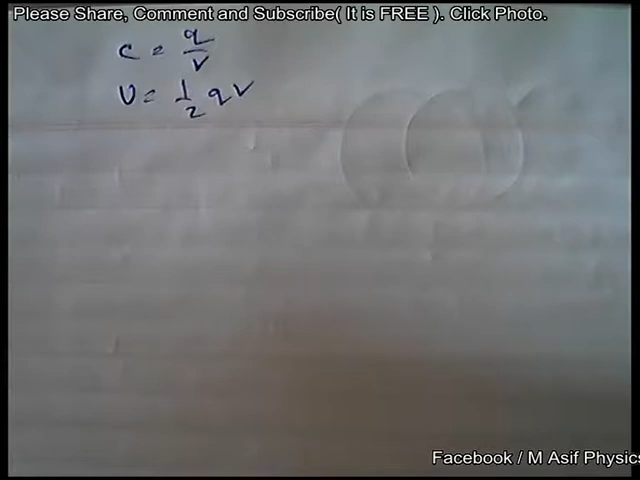 Please Share, Comment and Subscribe( It is FREE ). Click Photo.
C = q/V
U = 1/2 qV
Facebook / M Asif Physics